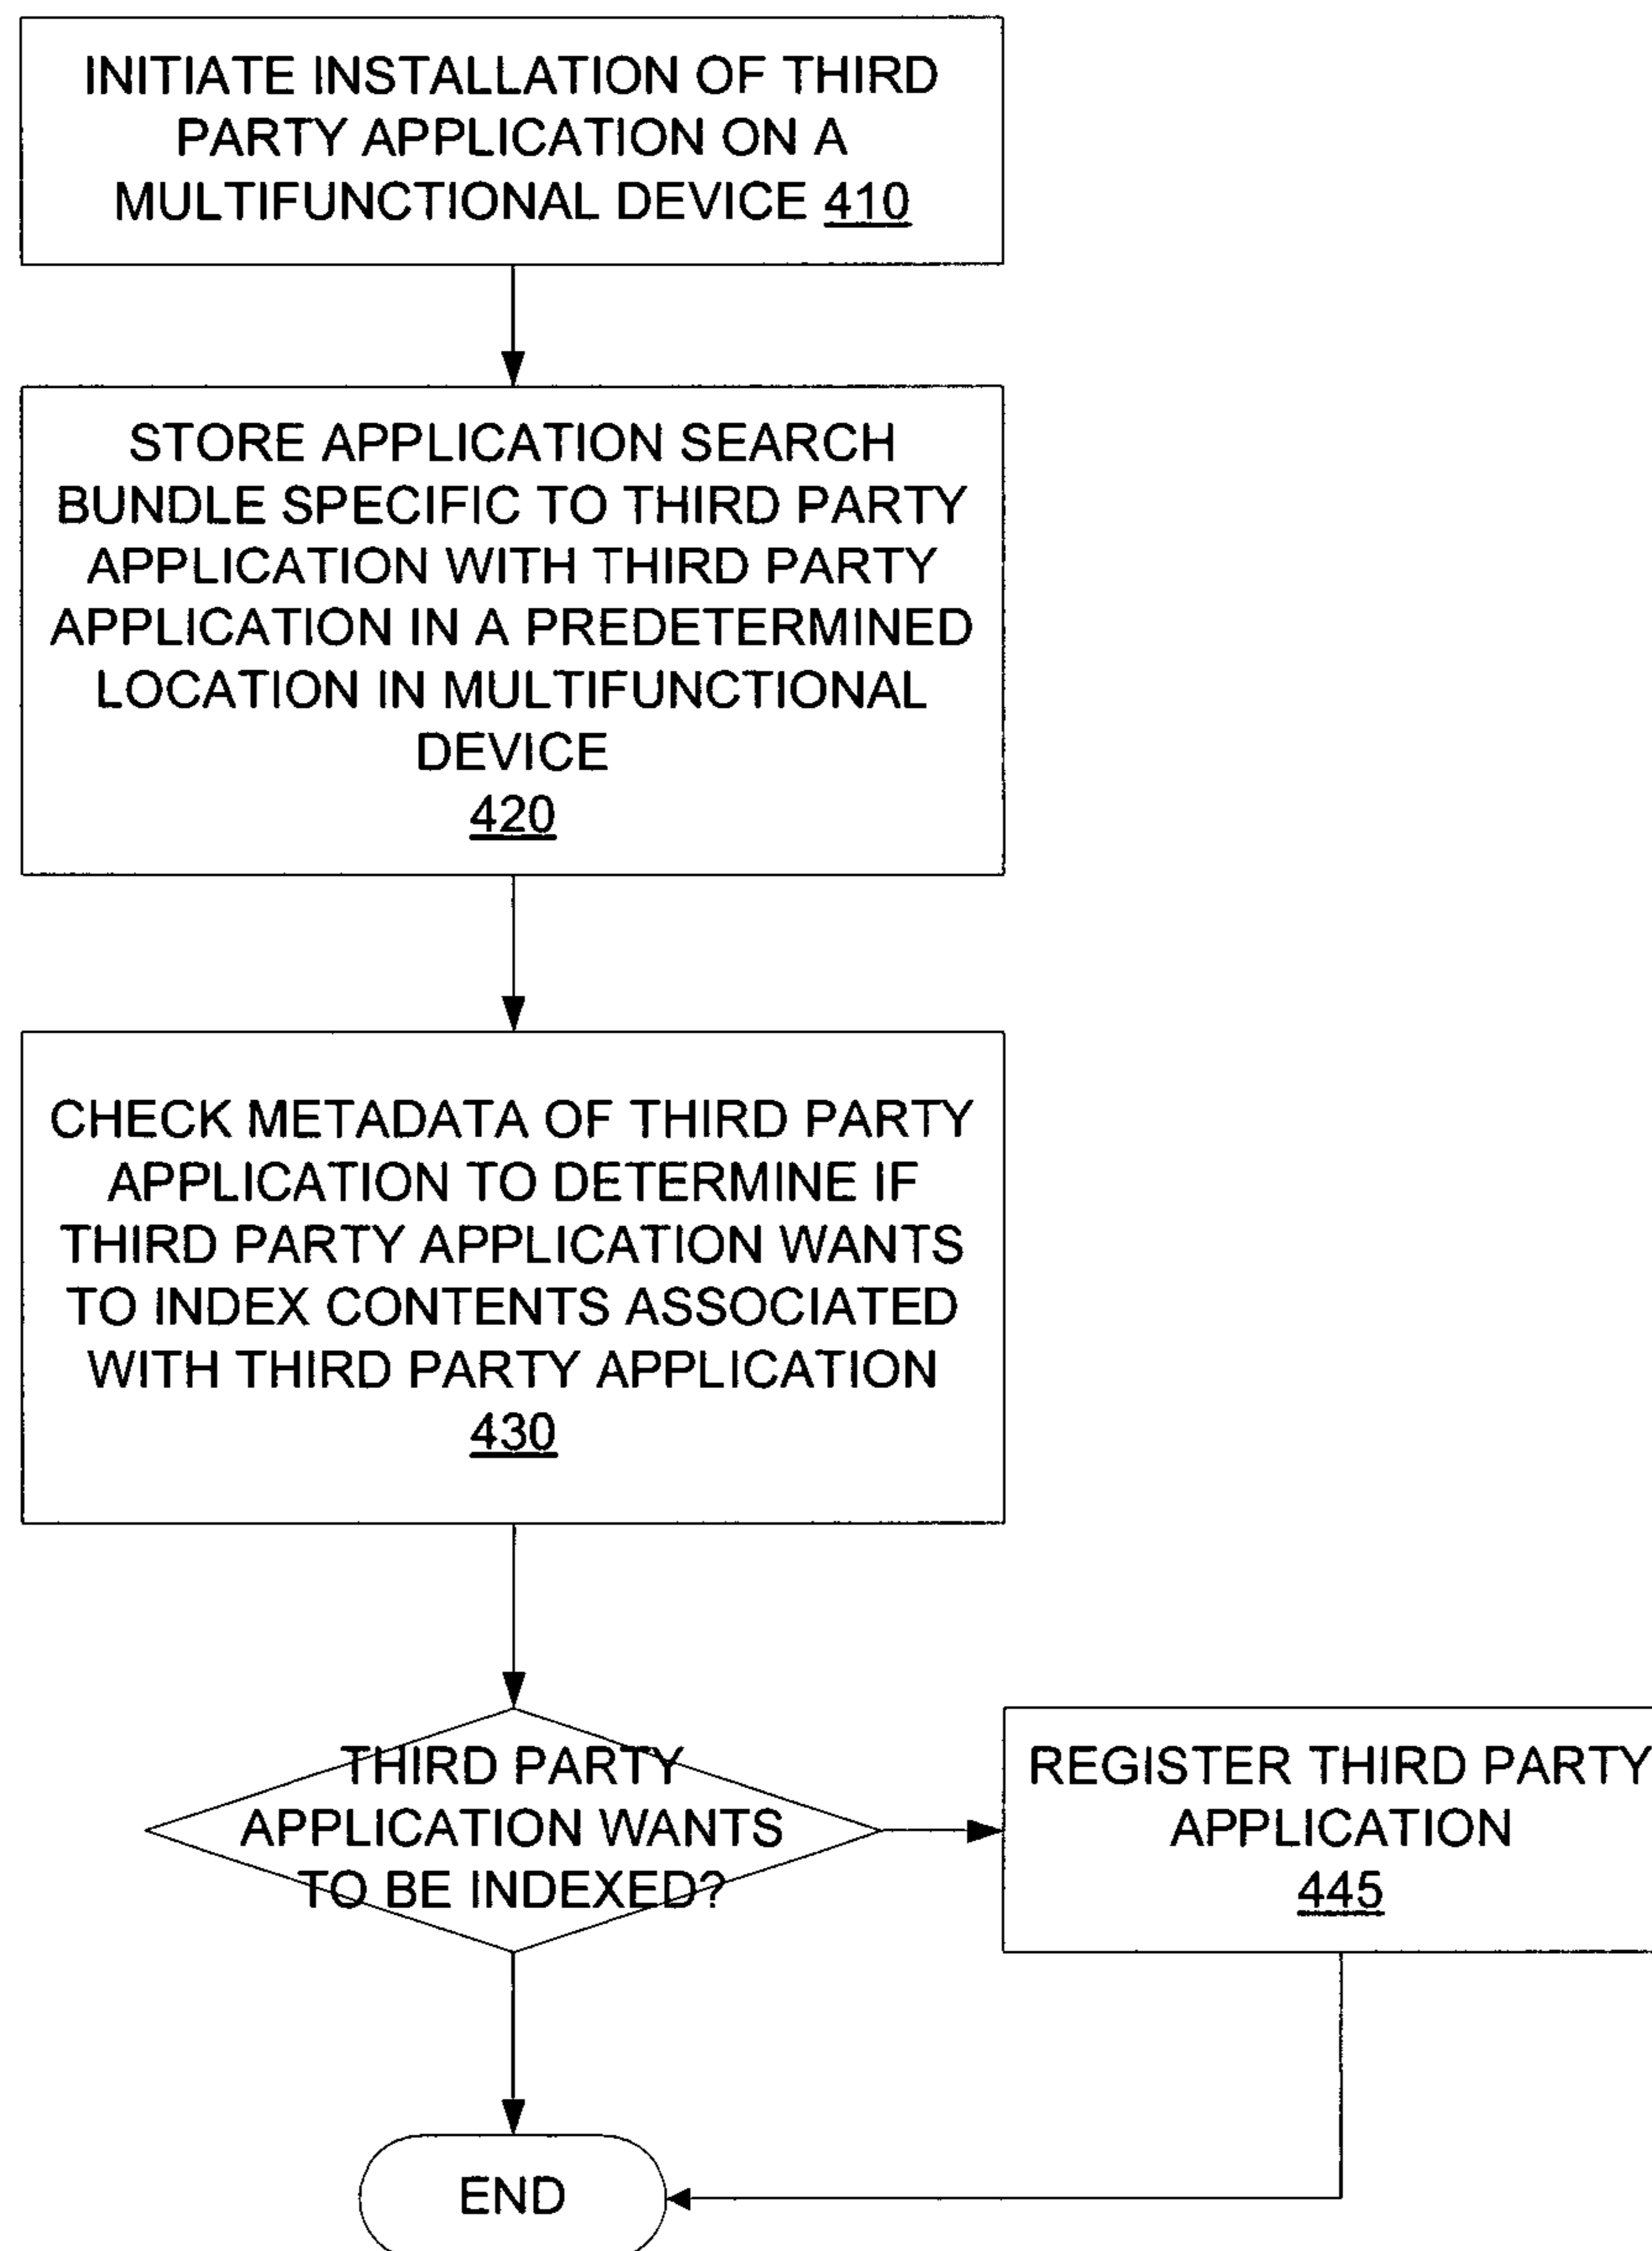 INITIATE INSTALLATION OF THIRD
PARTY APPLICATION ON A
MULTIFUNCTIONAL DEVICE 410
STORE APPLICATION SEARCH
BUNDLE SPECIFIC TO THIRD PARTY
APPLICATION WITH THIRD PARTY
APPLICATION IN A PREDETERMINED
LOCATION IN MULTIFUNCTIONAL
DEVICE
420
CHECK METADATA OF THIRD PARTY
APPLICATION TO DETERMINE IF
THIRD PARTY APPLICATION WANTS
TO INDEX CONTENTS ASSOCIATED
WITH THIRD PARTY APPLICATION
430
THIRD PARTY
APPLICATION WANTS
TO BE INDEXED?
REGISTER THIRD PARTY
APPLICATION
445
END